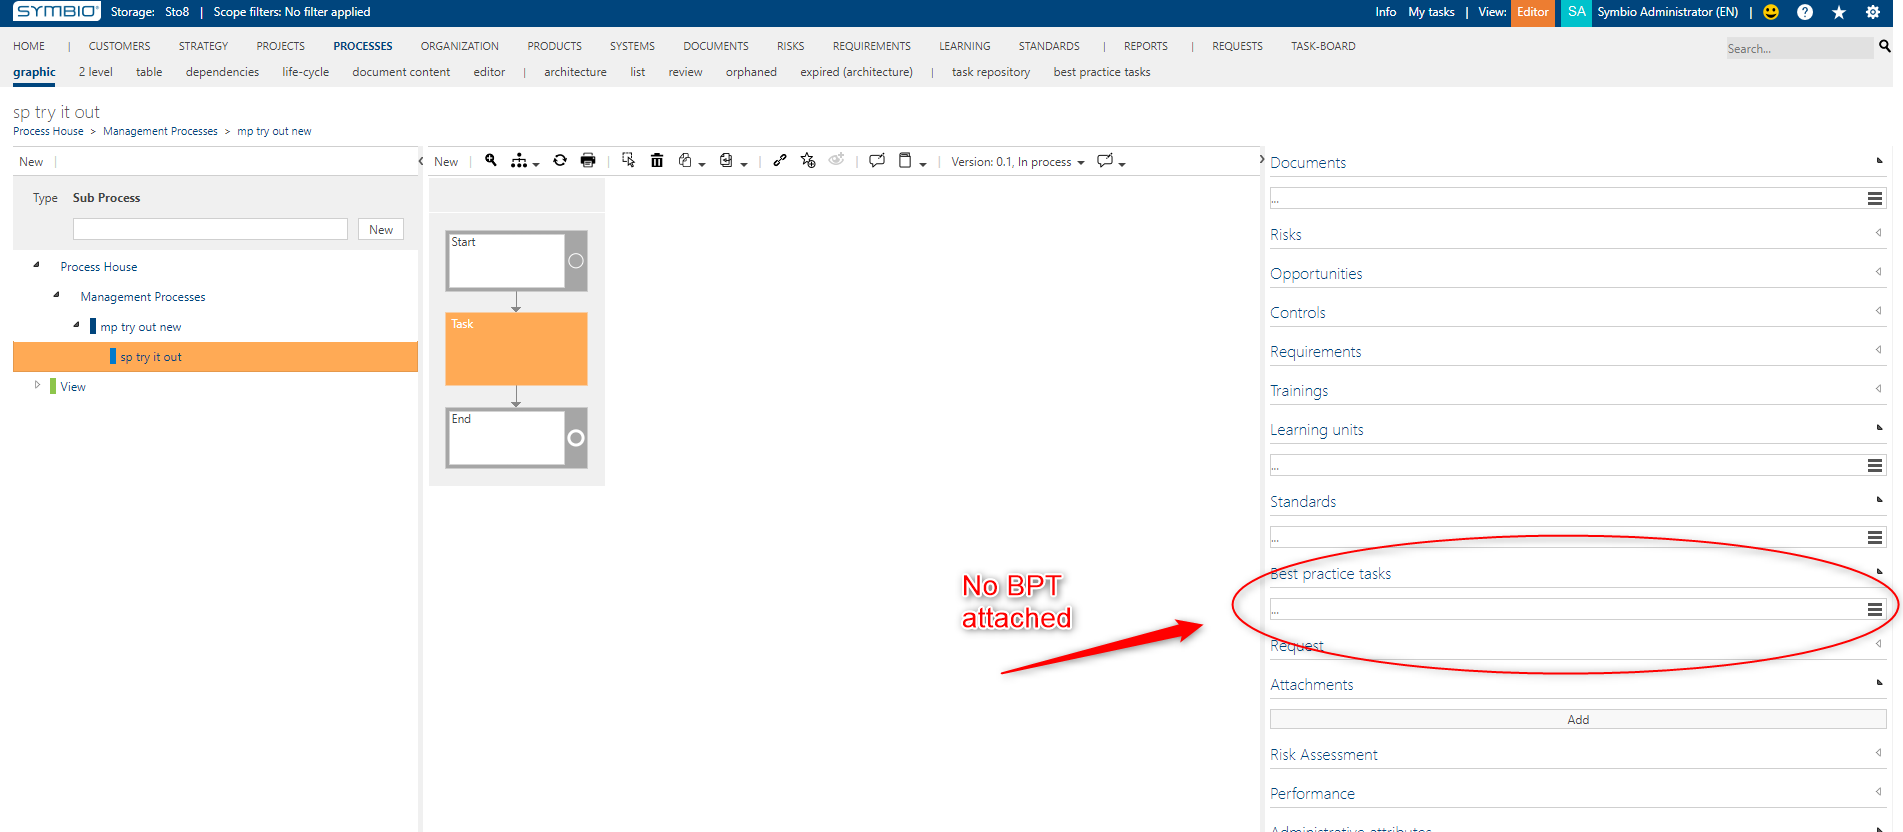 SYMBIO Storage: Sto8 | Scope filters: No filter applied Info My tasks | View: Editor SA Symbio Administrator (EN) |
HOME | CUSTOMERS STRATEGY PROJECTS PROCESSES ORGANIZATION PRODUCTS SYSTEMS DOCUMENTS RISKS REQUIREMENTS LEARNING STANDARDS | REPORTS | REQUESTS TASK-BOARD Search...
graphic 2 level table dependencies life-cycle document content editor | architecture list review orphaned expired (architecture) | task repository best practice tasks
sp try it out
Process House > Management Processes > mp try out new
New
Type Sub Process
New
Process House
Management Processes
mp try out new
sp try it out
View
New Version: 0.1, In process
Start
Task
End
No BPT
attached
Documents
...
Risks
Opportunities
Controls
Requirements
Trainings
Learning units
...
Standards
...
Best practice tasks
...
Request
Attachments
Add
Risk Assessment
Performance
Administrative attributes